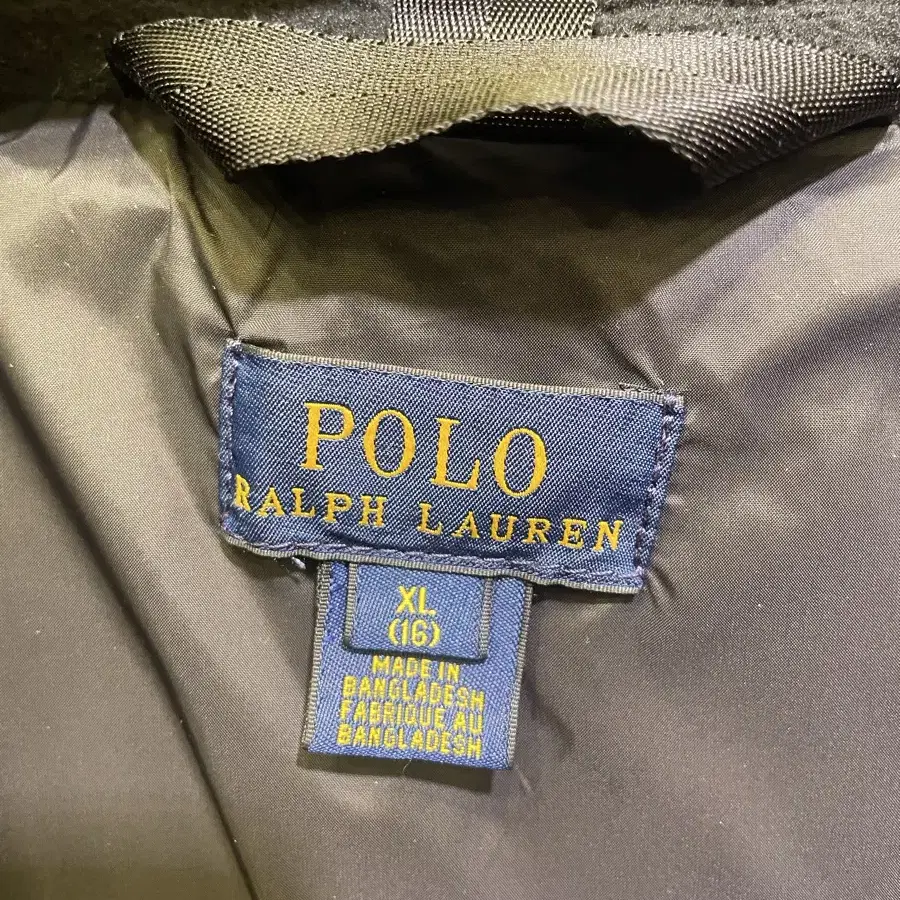 POLO
RALPH LAUREN
XL
(16)
MADE IN
BANGLADESH
FABRIQUE AU
BANGLADESH